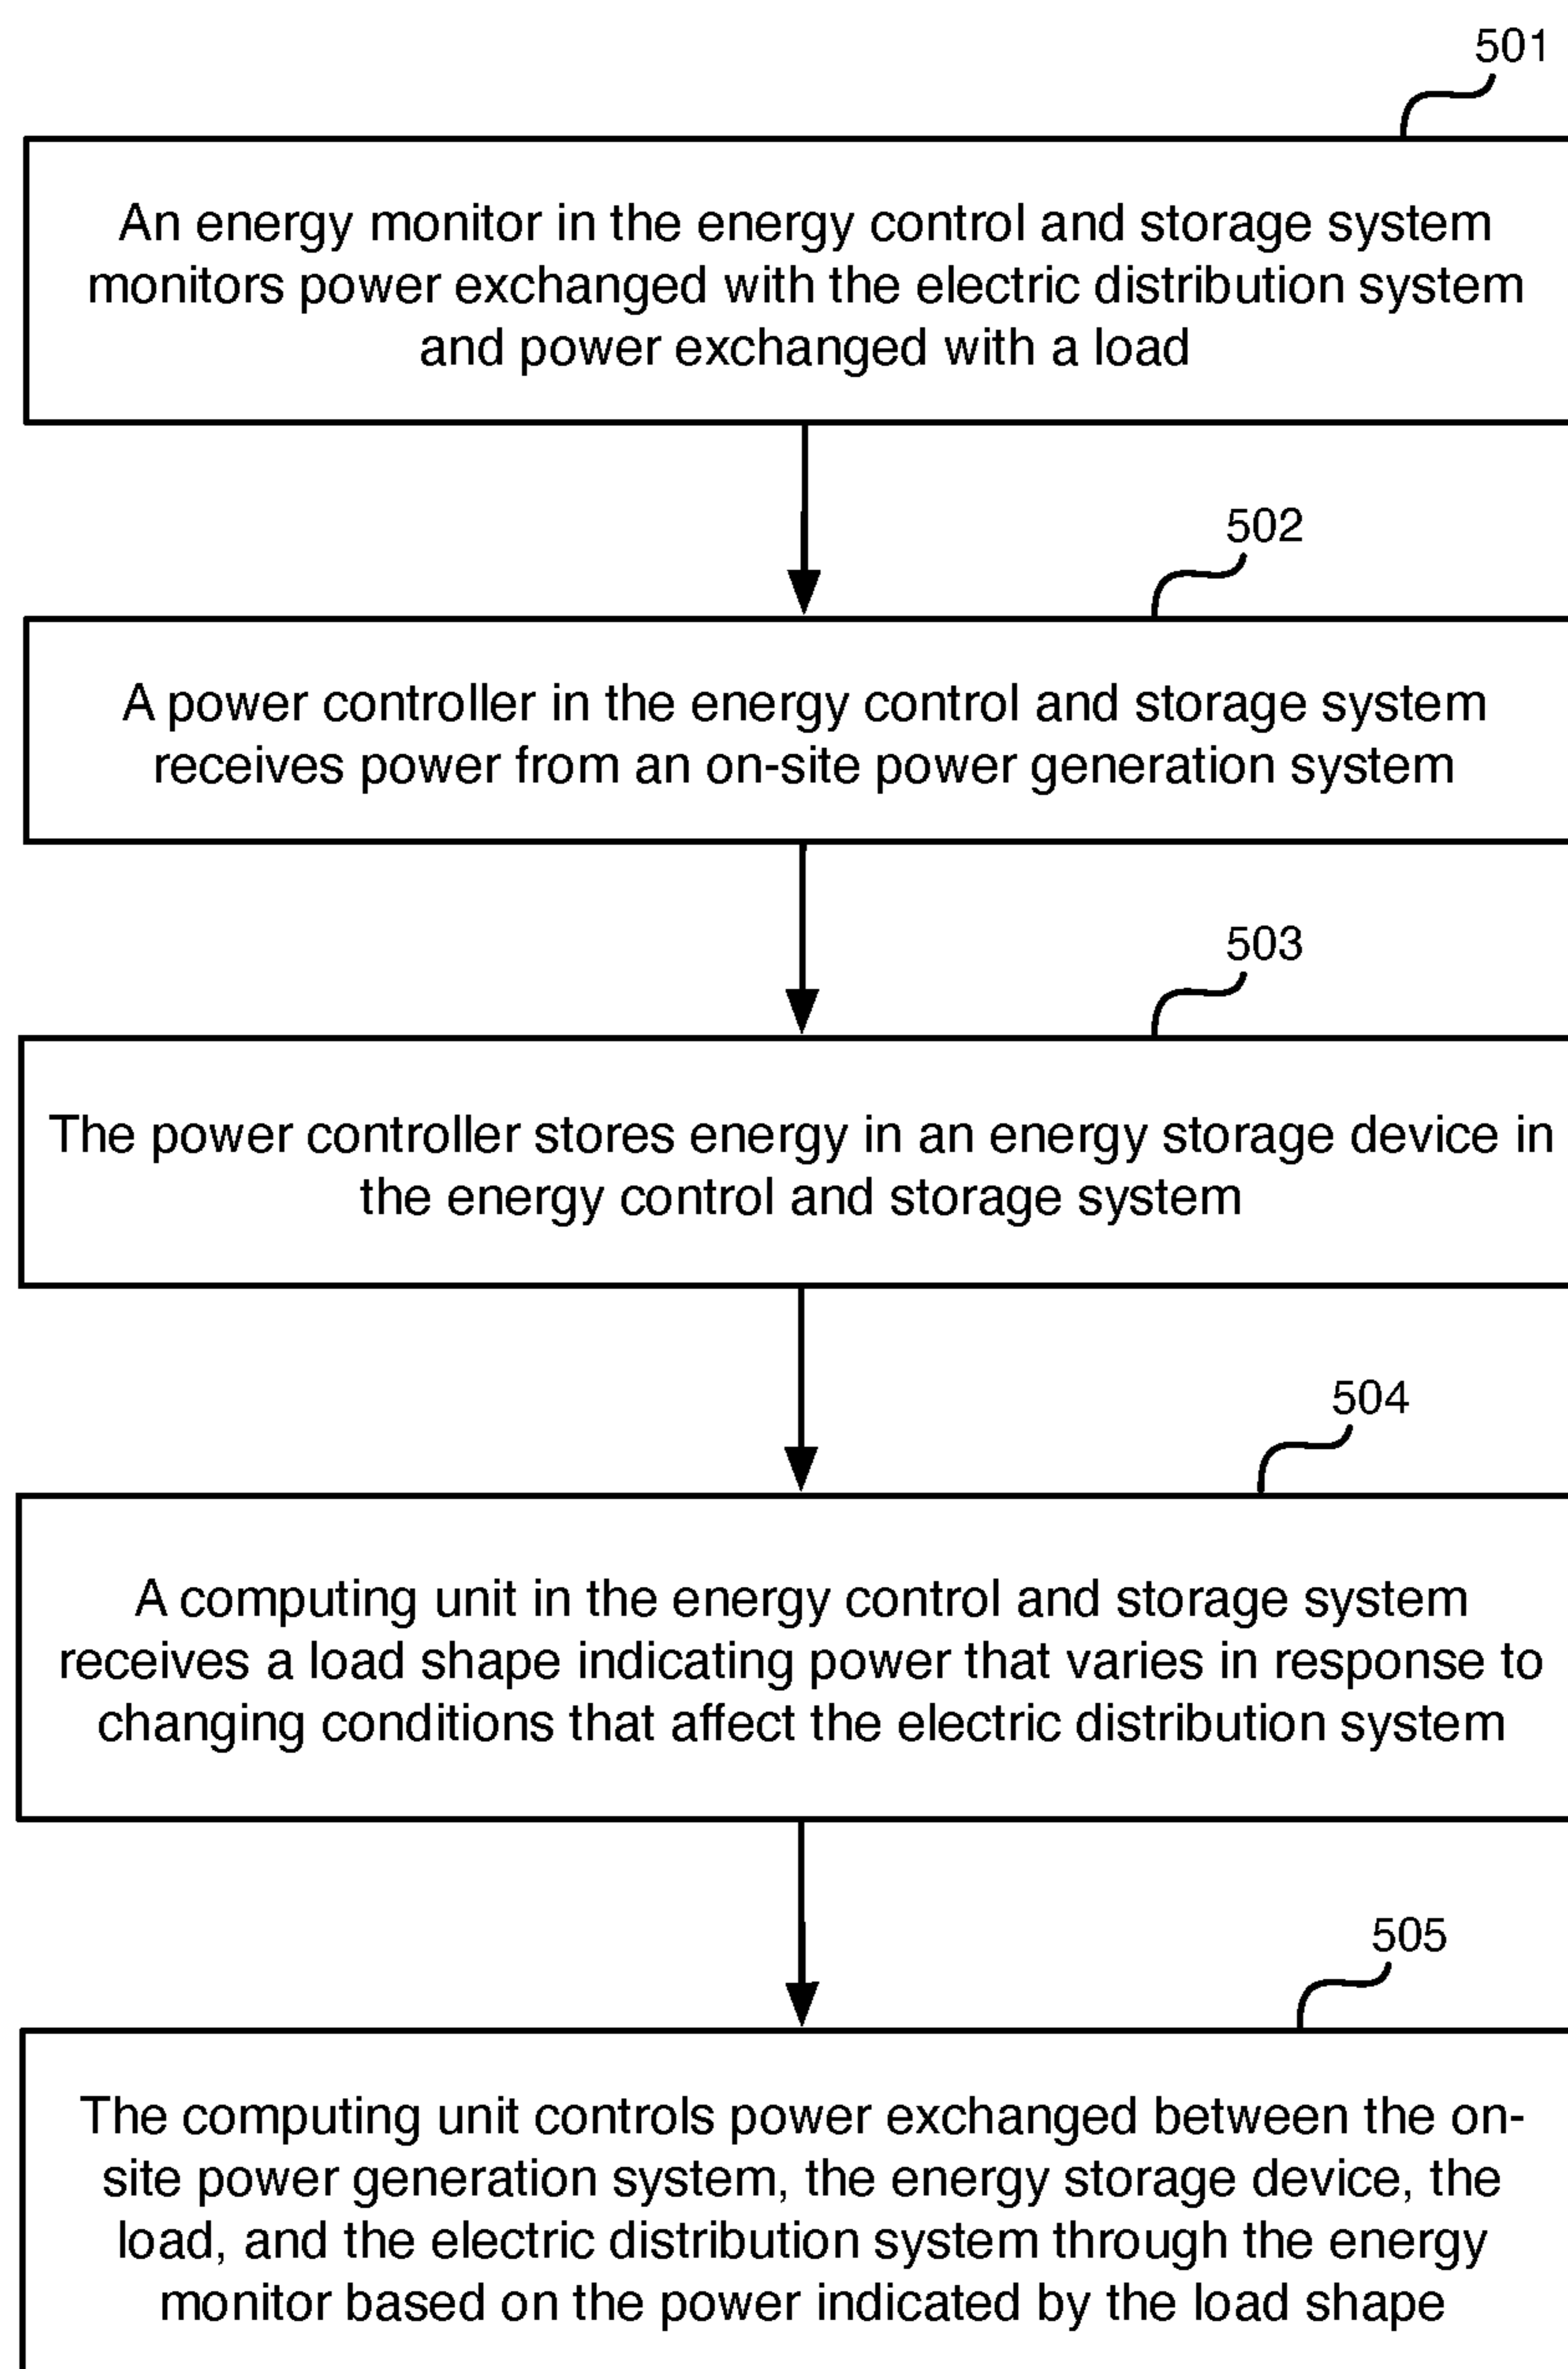 501
An energy monitor in the energy control and storage system
monitors power exchanged with the electric distribution system
and power exchanged with a load
502
A power controller in the energy control and storage system
receives power from an on-site power generation system
503
The power controller stores energy in an energy storage device in
the energy control and storage system
504
A computing unit in the energy control and storage system
receives a load shape indicating power that varies in response to
changing conditions that affect the electric distribution system
505
The computing unit controls power exchanged between the on-
site power generation system, the energy storage device, the
load, and the electric distribution system through the energy
monitor based on the power indicated by the load shape